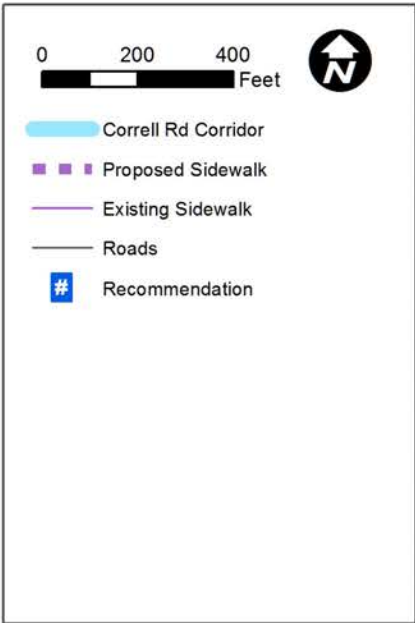 0 200 400
Feet
N
Correll Rd Corridor
Proposed Sidewalk
Existing Sidewalk
Roads
# Recommendation